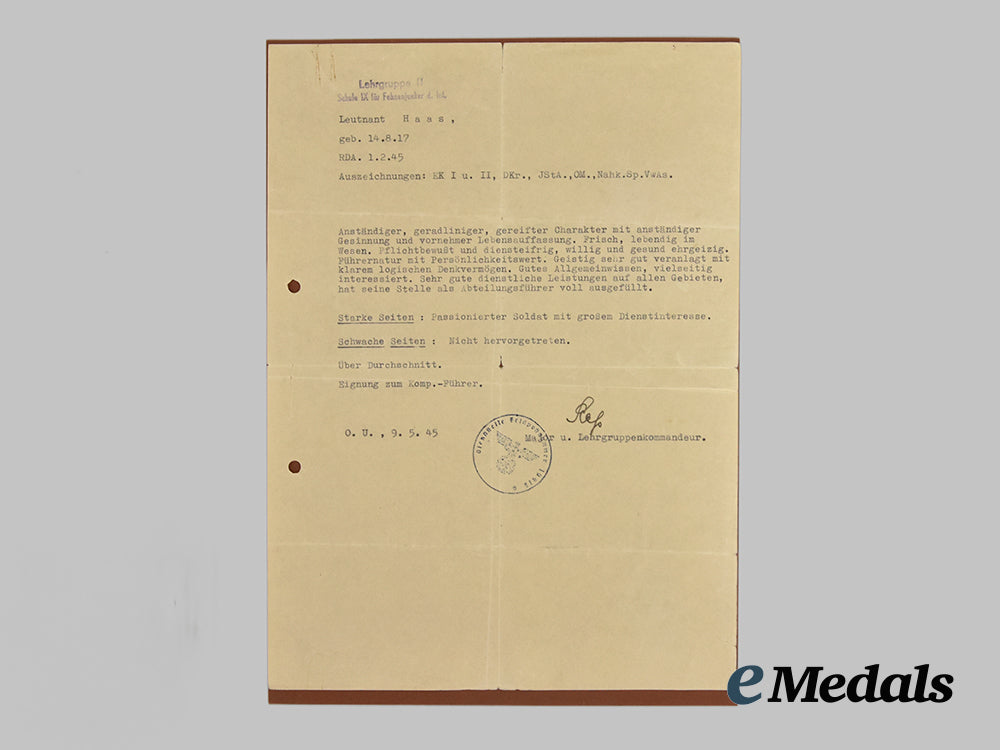 Lehrgruppe II
Schule IX für Fahnenjunker d. Inf.
Leutnant H a a s ,
geb. 14.8.17
RDA. 1.2.45
Auszeichnungen: EK I u. II, DKr., JStA.,OM.,Nahk.Sp.VwAs.
Anständiger, geradliniger, gereifter Charakter mit anständiger
Gesinnung und vornehmer Lebensauffassung. Frisch, lebendig im
Wesen. Pflichtbewußt und diensteifrig, willig und gesund ehrgeizig.
Führernatur mit Persönlichkeitswert. Geistig sehr gut veranlagt mit
klarem logischen Denkvermögen. Gutes Allgemeinwissen, vielseitig
interessiert. Sehr gute dienstliche Leistungen auf allen Gebieten,
hat seine Stelle als Abteilungsführer voll ausgefüllt.
Starke Seiten : Passionierter Soldat mit großem Dienstinteresse.
Schwache Seiten : Nicht hervorgetreten.
Über Durchschnitt.
Eignung zum Komp.-Führer.
O. U. , 9.5.45
Major u. Lehrgruppenkommandeur.
Dienststelle Feldpostnummer
eMedals